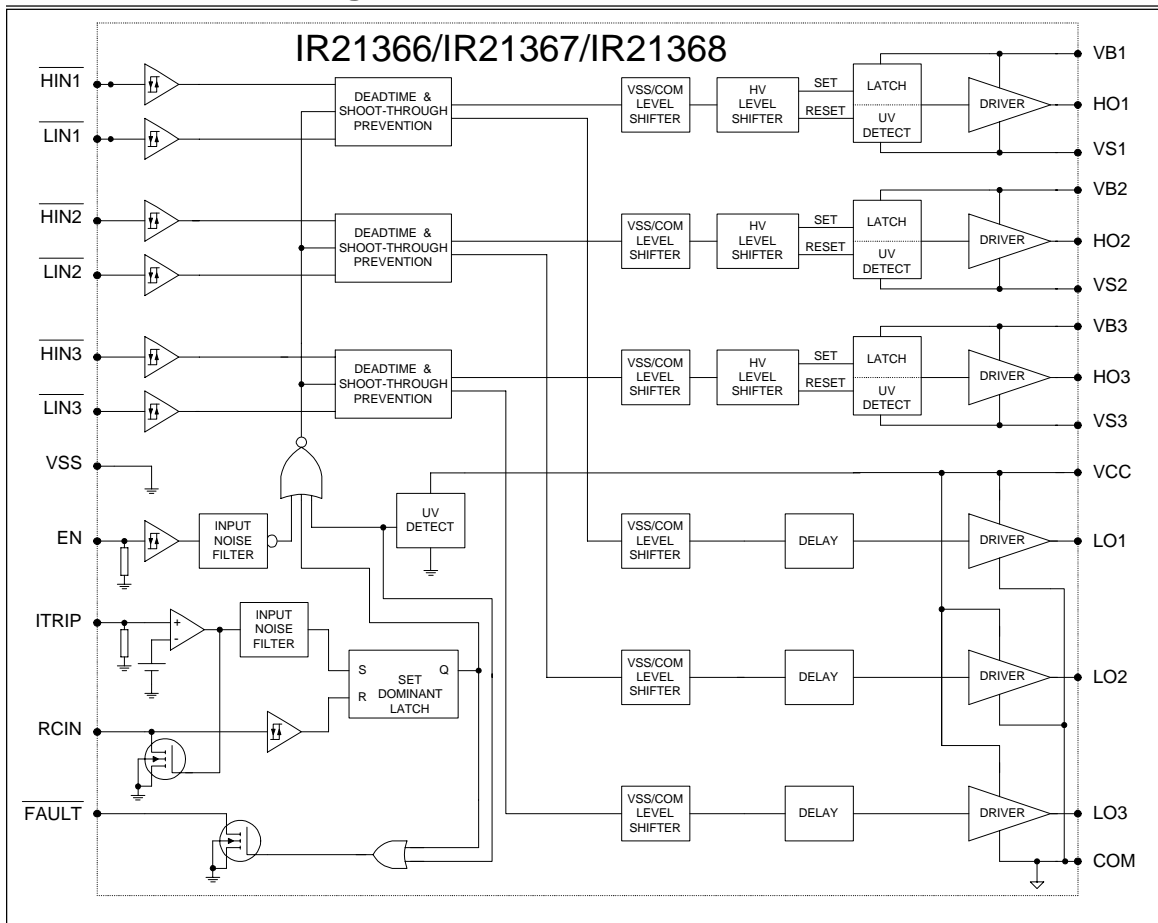 IR21366/IR21367/IR21368
HIN1
LIN1
DEADTIME &
SHOOT-THROUGH
PREVENTION
VSS/COM
LEVEL
SHIFTER
HV
LEVEL
SHIFTER
SET
RESET
LATCH
UV
DETECT
DRIVER
VB1
HO1
VS1
HIN2
LIN2
DEADTIME &
SHOOT-THROUGH
PREVENTION
VSS/COM
LEVEL
SHIFTER
HV
LEVEL
SHIFTER
SET
RESET
LATCH
UV
DETECT
DRIVER
VB2
HO2
VS2
HIN3
LIN3
DEADTIME &
SHOOT-THROUGH
PREVENTION
VSS/COM
LEVEL
SHIFTER
HV
LEVEL
SHIFTER
SET
RESET
LATCH
UV
DETECT
DRIVER
VB3
HO3
VS3
VSS
VCC
EN
INPUT
NOISE
FILTER
UV
DETECT
VSS/COM
LEVEL
SHIFTER
DELAY
DRIVER
LO1
ITRIP
+
-
INPUT
NOISE
FILTER
S
R
SET
DOMINANT
LATCH
Q
VSS/COM
LEVEL
SHIFTER
DELAY
DRIVER
LO2
RCIN
FAULT
VSS/COM
LEVEL
SHIFTER
DELAY
DRIVER
LO3
COM